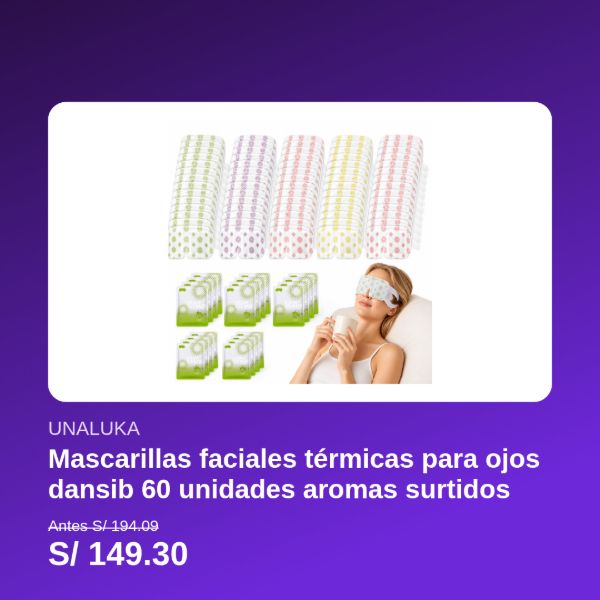 UNALUKA
Mascarillas faciales térmicas para ojos
dansib 60 unidades aromas surtidos
Antes S/ 194.09
S/ 149.30